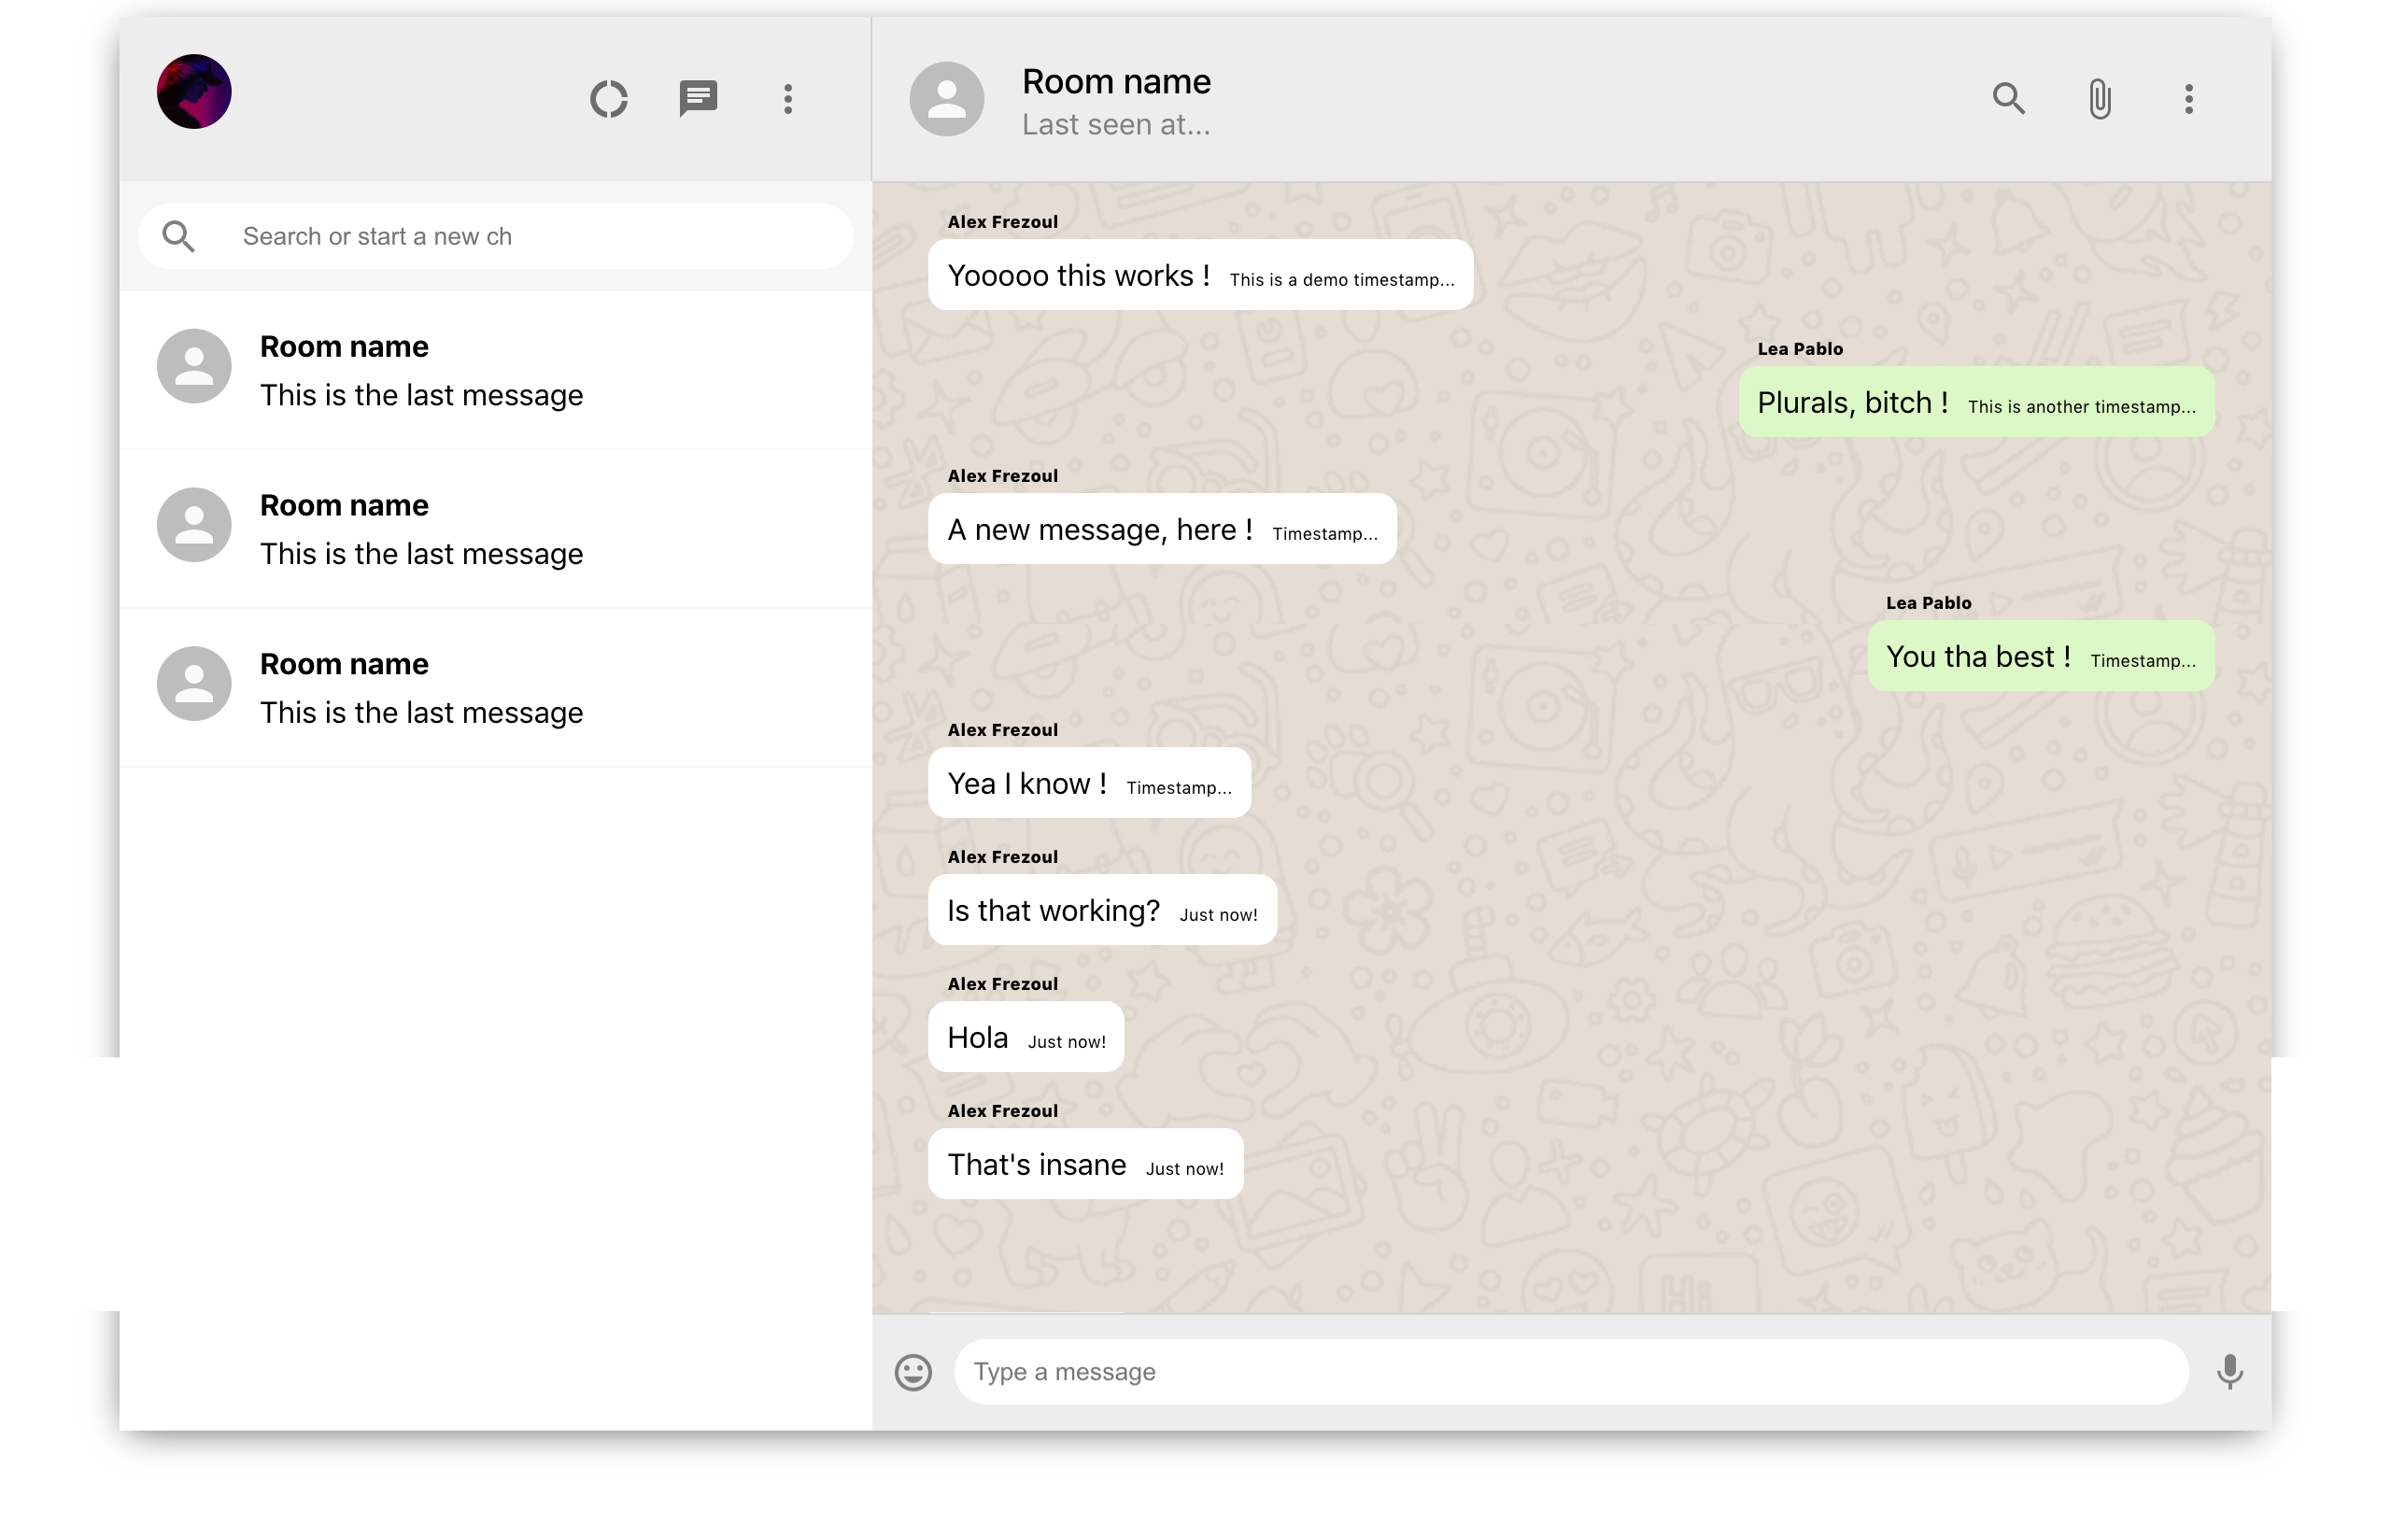 Room name
Last seen at...
Search or start a new ch
Room name
This is the last message
Room name
This is the last message
Room name
This is the last message
Alex Frezoul
Yooooo this works ! This is a demo timestamp...
Lea Pablo
Plurals, bitch ! This is another timestamp...
Alex Frezoul
A new message, here ! Timestamp...
Lea Pablo
You tha best ! Timestamp...
Alex Frezoul
Yea I know ! Timestamp...
Alex Frezoul
Is that working? Just now!
Alex Frezoul
Hola Just now!
Alex Frezoul
That's insane Just now!
Type a message